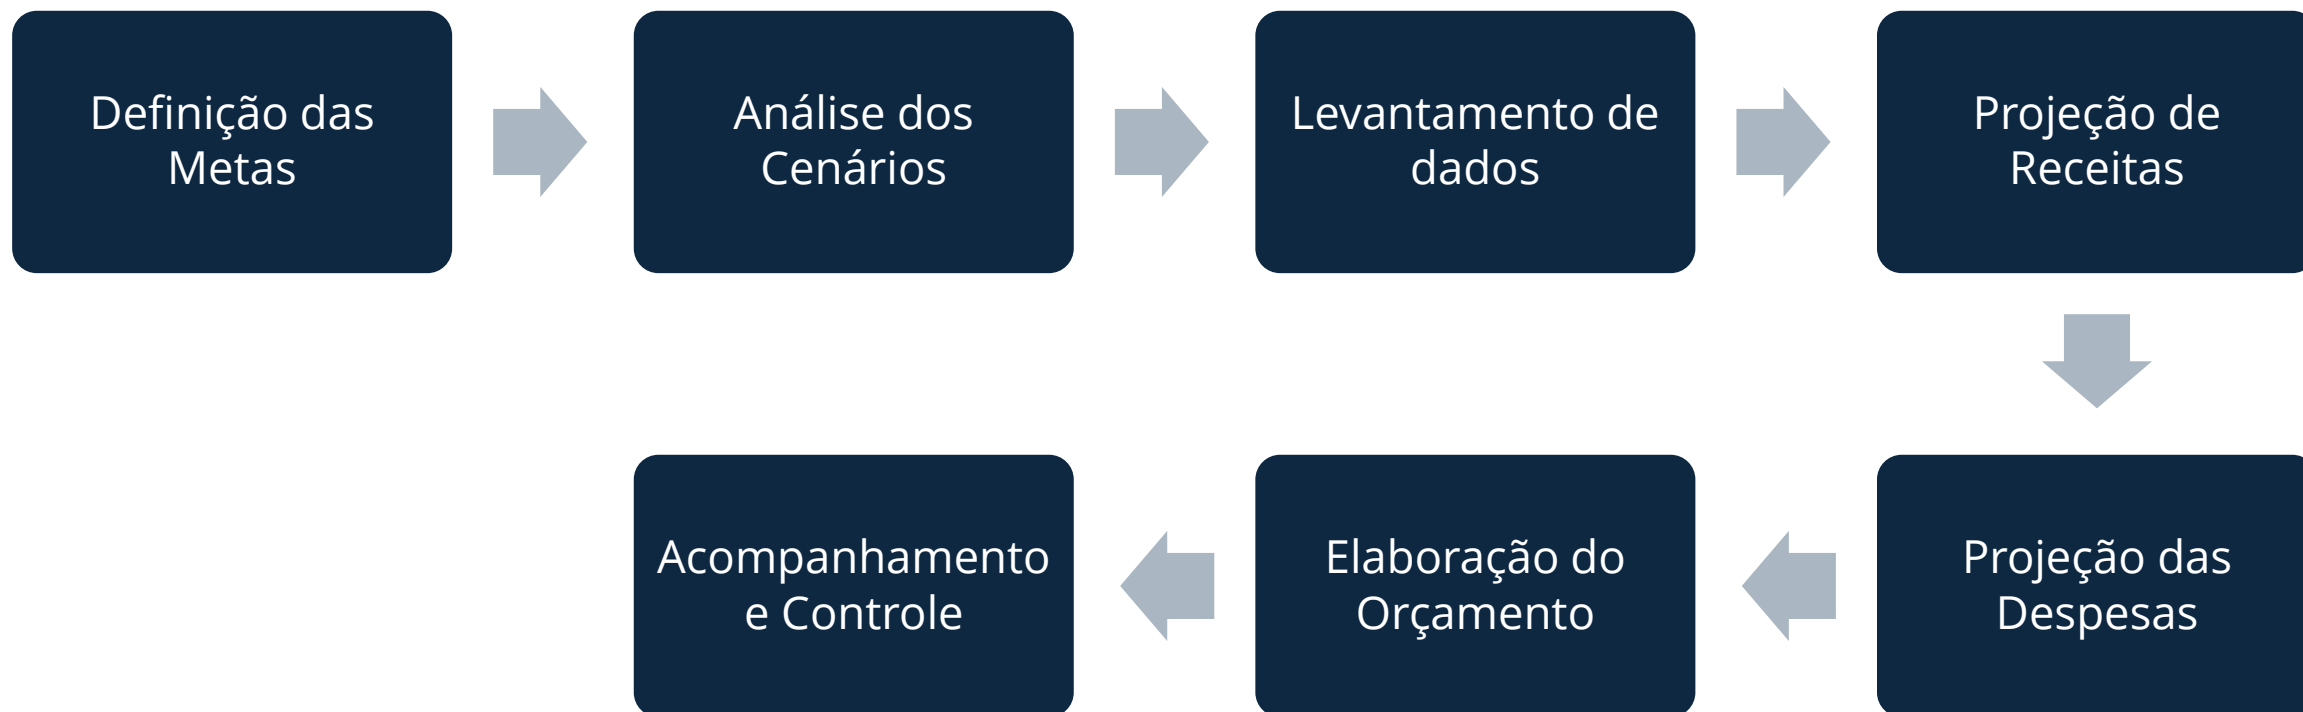 Definição das
Metas
Análise dos
Cenários
Levantamento de
dados
Projeção de
Receitas
Projeção das
Despesas
Elaboração do
Orçamento
Acompanhamento
e Controle